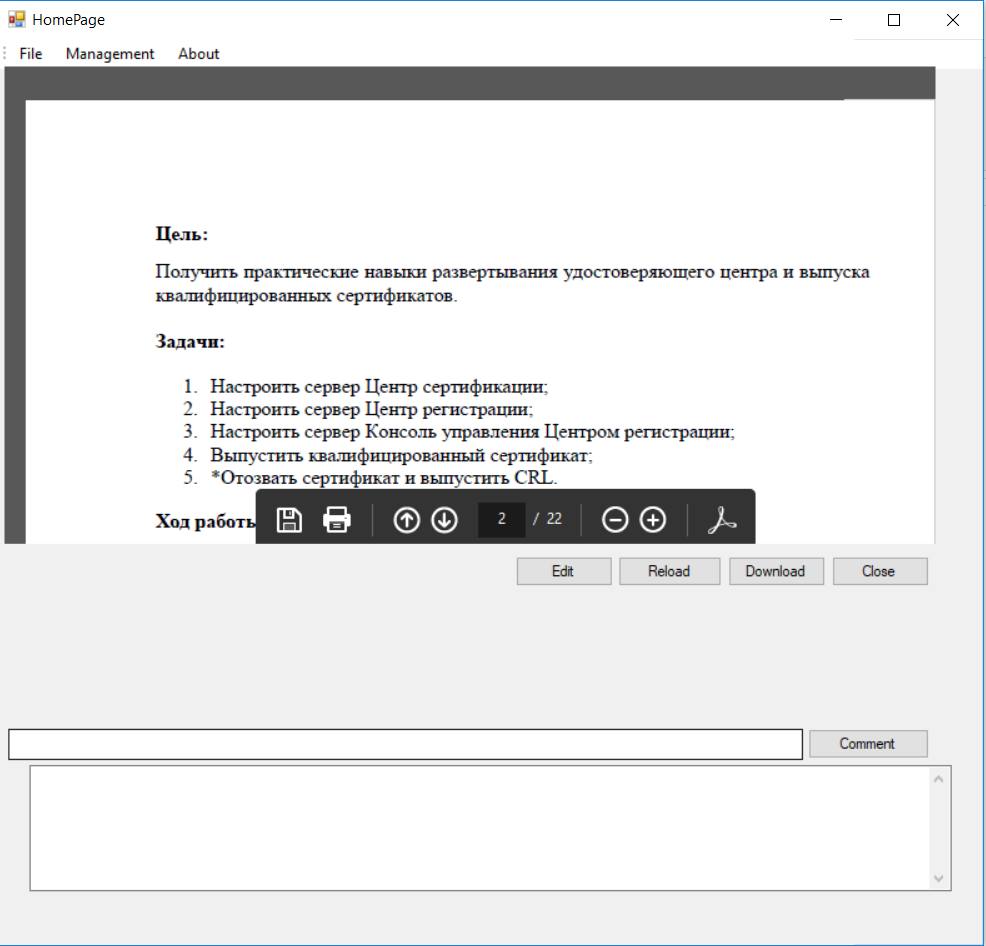 HomePage
File Management About
Цель:
Получить практические навыки развертывания удостоверяющего центра и выпуска
квалифицированных сертификатов.
Задачи:
1. Настроить сервер Центр сертификации;
2. Настроить сервер Центр регистрации;
3. Настроить сервер Консоль управления Центром регистрации;
4. Выпустить квалифицированный сертификат;
5. *Отозвать сертификат и выпустить CRL.
Ход работы
2 / 22
Edit Reload Download Close
Comment